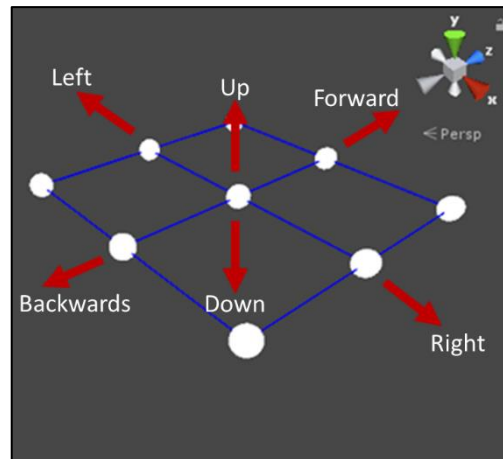 y
z
x
Persp
Left
Up
Forward
Backwards
Down
Right